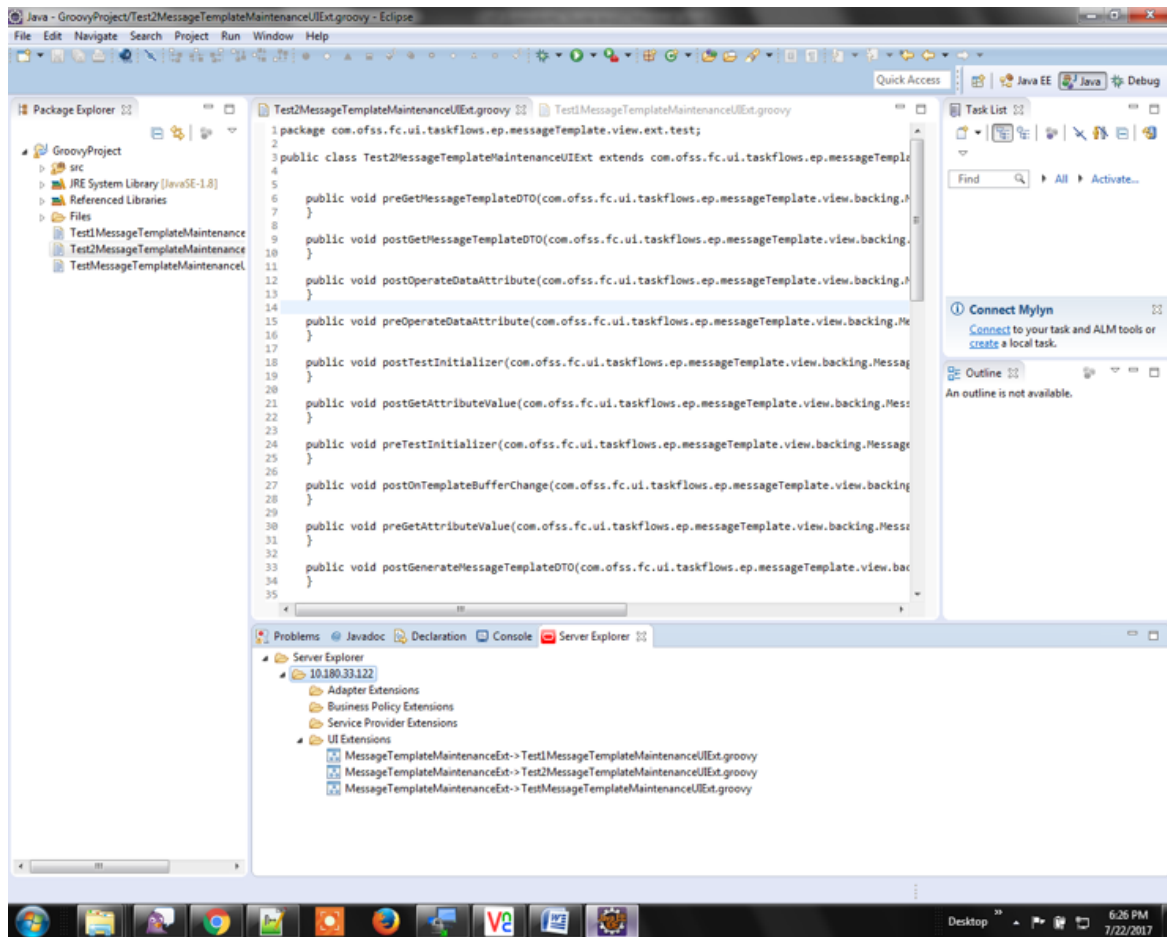 Java - GroovyProject/Test2MessageTemplateMaintenanceUIExt.groovy - Eclipse
File Edit Navigate Search Project Run Window Help
Quick Access
Java EE
Java
Debug
Package Explorer
GroovyProject
src
JRE System Library [JavaSE-1.8]
Referenced Libraries
Files
Test1MessageTemplateMaintenance
Test2MessageTemplateMaintenance
TestMessageTemplateMaintenanceU
Test2MessageTemplateMaintenanceUIExt.groovy
Test1MessageTemplateMaintenanceUIExt.groovy
1 package com.ofss.fc.ui.taskflows.ep.messageTemplate.view.ext.test;
2
3 public class Test2MessageTemplateMaintenanceUIExt extends com.ofss.fc.ui.taskflows.ep.messageTempla
4
5
6 public void preGetMessageTemplateDTO(com.ofss.fc.ui.taskflows.ep.messageTemplate.view.backing.M
7 }
8
9 public void postGetMessageTemplateDTO(com.ofss.fc.ui.taskflows.ep.messageTemplate.view.backing.
10 }
11
12 public void postOperateDataAttribute(com.ofss.fc.ui.taskflows.ep.messageTemplate.view.backing.M
13 }
14
15 public void preOperateDataAttribute(com.ofss.fc.ui.taskflows.ep.messageTemplate.view.backing.Me
16 }
17
18 public void postTestInitializer(com.ofss.fc.ui.taskflows.ep.messageTemplate.view.backing.Messag
19 }
20
21 public void postGetAttributeValue(com.ofss.fc.ui.taskflows.ep.messageTemplate.view.backing.Mess
22 }
23
24 public void preTestInitializer(com.ofss.fc.ui.taskflows.ep.messageTemplate.view.backing.Message
25 }
26
27 public void postOnTemplateBufferChange(com.ofss.fc.ui.taskflows.ep.messageTemplate.view.backing
28 }
29
30 public void preGetAttributeValue(com.ofss.fc.ui.taskflows.ep.messageTemplate.view.backing.Messa
31 }
32
33 public void postGenerateMessageTemplateDTO(com.ofss.fc.ui.taskflows.ep.messageTemplate.view.bac
34 }
35
Task List
Find
All
Activate...
Connect Mylyn
Connect to your task and ALM tools or
create a local task.
Outline
An outline is not available.
Problems @ Javadoc Declaration Console Server Explorer
Server Explorer
10.180.33.122
Adapter Extensions
Business Policy Extensions
Service Provider Extensions
UI Extensions
MessageTemplateMaintenanceExt->Test1MessageTemplateMaintenanceUIExt.groovy
MessageTemplateMaintenanceExt->Test2MessageTemplateMaintenanceUIExt.groovy
MessageTemplateMaintenanceExt->TestMessageTemplateMaintenanceUIExt.groovy
Desktop
6:26 PM
7/22/2017